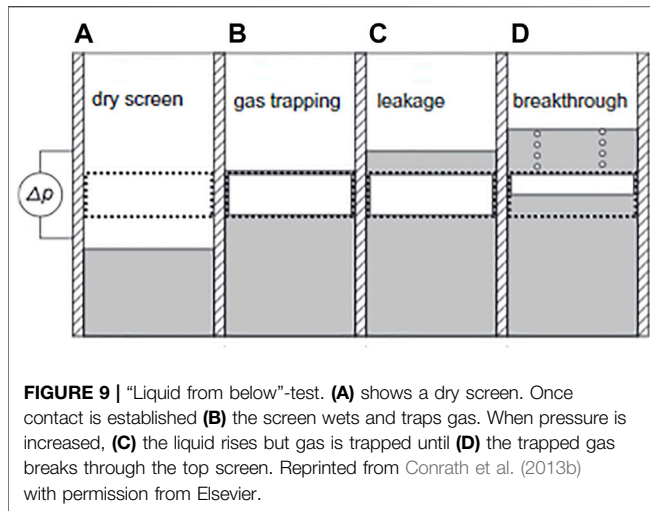 A B C D
dry screen gas trapping leakage breakthrough
Δp
FIGURE 9 | “Liquid from below”-test. (A) shows a dry screen. Once
contact is established (B) the screen wets and traps gas. When pressure is
increased, (C) the liquid rises but gas is trapped until (D) the trapped gas
breaks through the top screen. Reprinted from Conrath et al. (2013b)
with permission from Elsevier.